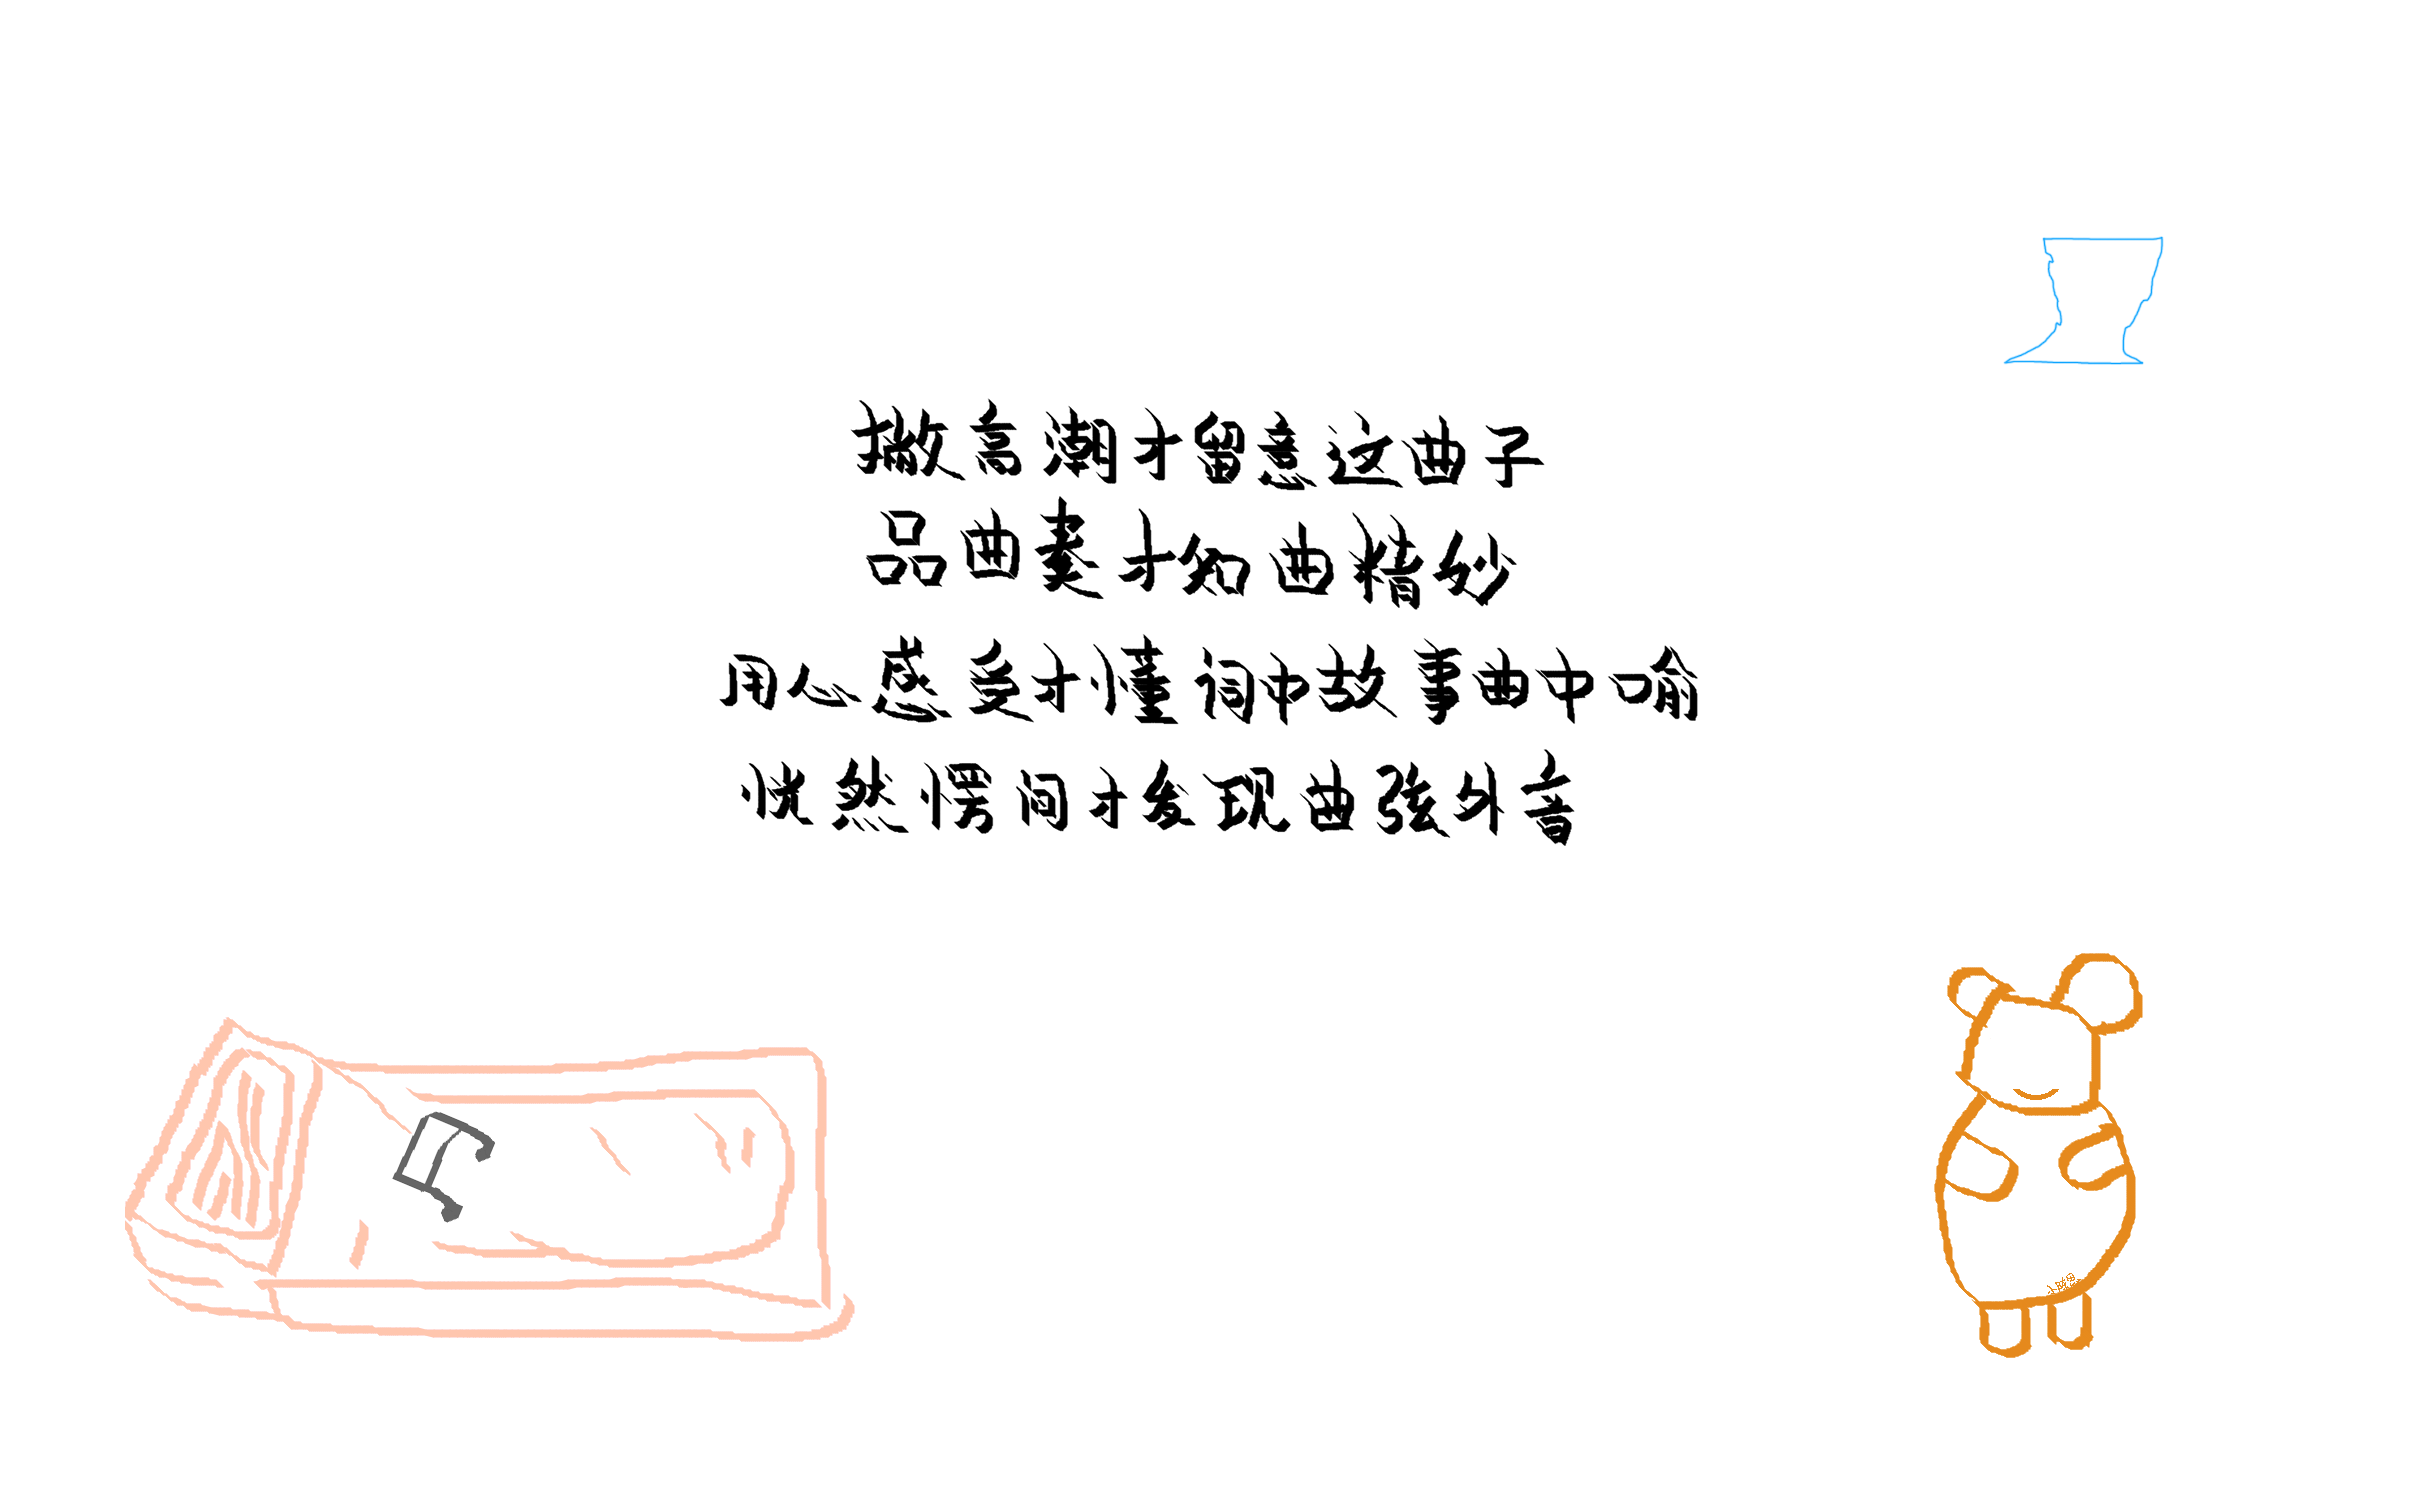 撒高潮才留意这曲子
品曲麦才知曲精妙
用心感受才懂词中故事曲中喻
恍然愣间才发现曲弦外音